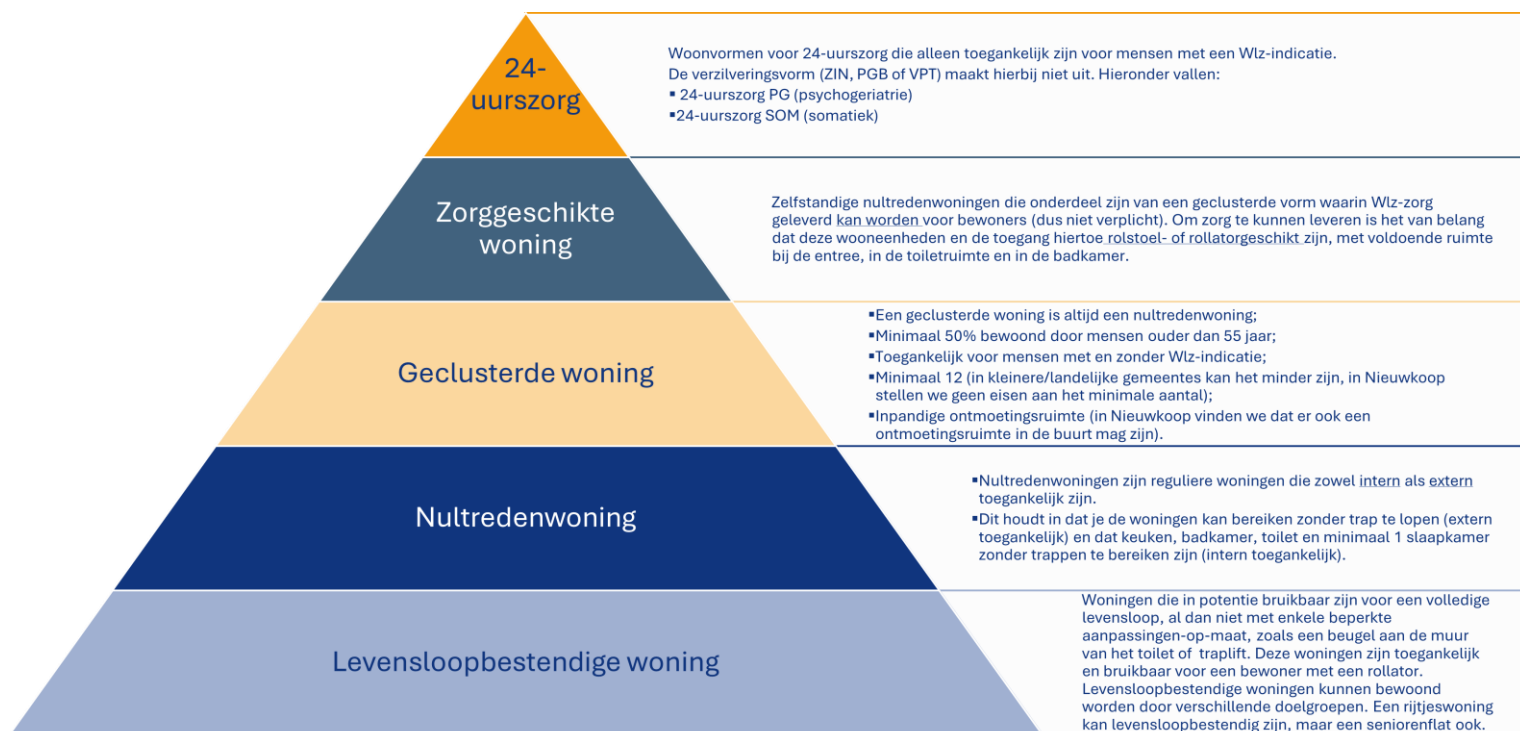 24-
uurszorg
Woonvormen voor 24-uurszorg die alleen toegankelijk zijn voor mensen met een Wlz-indicatie.
De verzilveringsvorm (ZIN, PGB of VPT) maakt hierbij niet uit. Hieronder vallen:
▪ 24-uurszorg PG (psychogeriatrie)
▪24-uurszorg SOM (somatiek)
Zorggeschikte
woning
Zelfstandige nultredenwoningen die onderdeel zijn van een geclusterde vorm waarin Wlz-zorg
geleverd kan worden voor bewoners (dus niet verplicht). Om zorg te kunnen leveren is het van belang
dat deze wooneenheden en de toegang hiertoe rolstoel- of rollatorgeschikt zijn, met voldoende ruimte
bij de entree, in de toiletruimte en in de badkamer.
Geclusterde woning
▪Een geclusterde woning is altijd een nultredenwoning;
▪Minimaal 50% bewoond door mensen ouder dan 55 jaar;
▪Toegankelijk voor mensen met en zonder Wlz-indicatie;
▪Minimaal 12 (in kleinere/landelijke gemeentes kan het minder zijn, in Nieuwkoop
stellen we geen eisen aan het minimale aantal);
▪Inpandige ontmoetingsruimte (in Nieuwkoop vinden we dat er ook een
ontmoetingsruimte in de buurt mag zijn).
Nultredenwoning
▪Nultredenwoningen zijn reguliere woningen die zowel intern als extern
toegankelijk zijn.
▪Dit houdt in dat je de woningen kan bereiken zonder trap te lopen (extern
toegankelijk) en dat keuken, badkamer, toilet en minimaal 1 slaapkamer
zonder trappen te bereiken zijn (intern toegankelijk).
Levensloopbestendige woning
Woningen die in potentie bruikbaar zijn voor een volledige
levensloop, al dan niet met enkele beperkte
aanpassingen-op-maat, zoals een beugel aan de muur
van het toilet of traplift. Deze woningen zijn toegankelijk
en bruikbaar voor een bewoner met een rollator.
Levensloopbestendige woningen kunnen bewoond
worden door verschillende doelgroepen. Een rijtjeswoning
kan levensloopbestendig zijn, maar een seniorenflat ook.